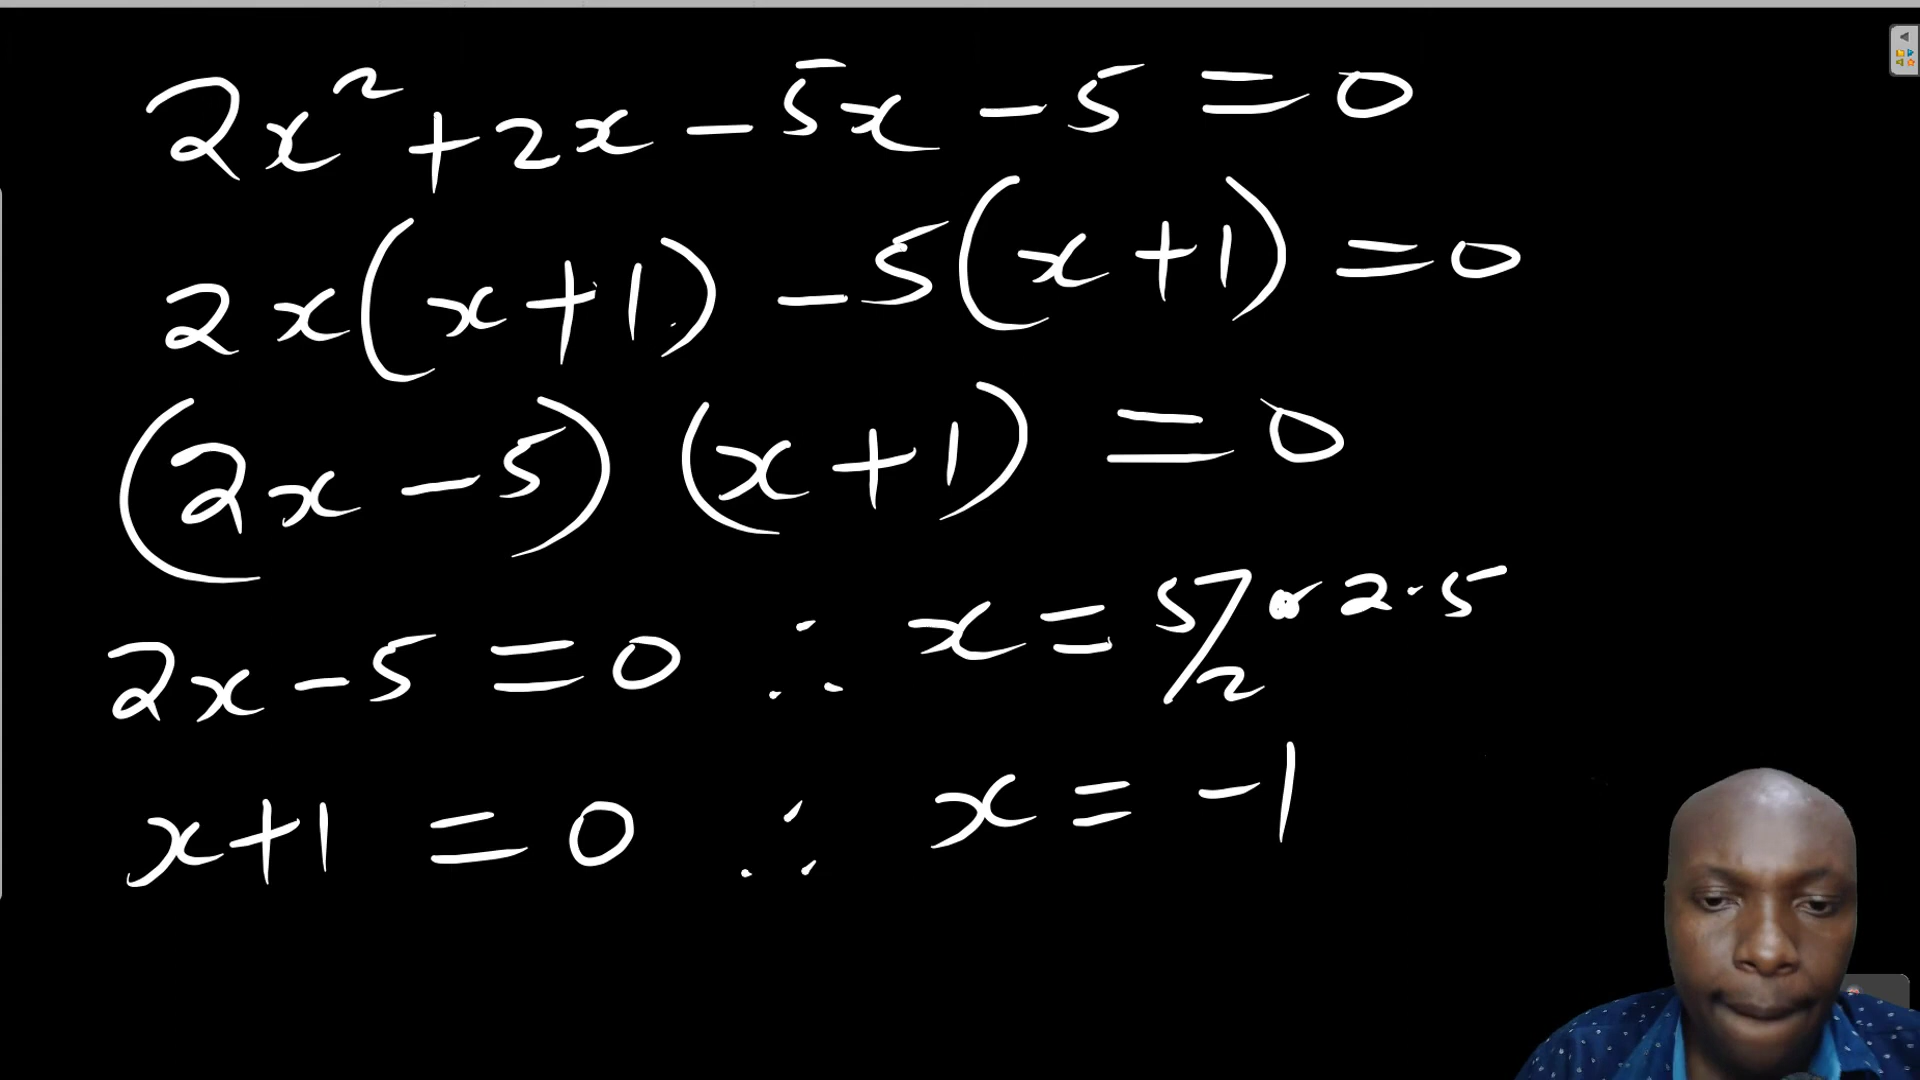 2x² + 2x - 5x - 5 = 0
2x(x+1) - 5(x+1) = 0
(2x - 5) (x+1) = 0
2x - 5 = 0 ∴ x = 5/2 or 2.5
x+1 = 0 ∴ x = -1